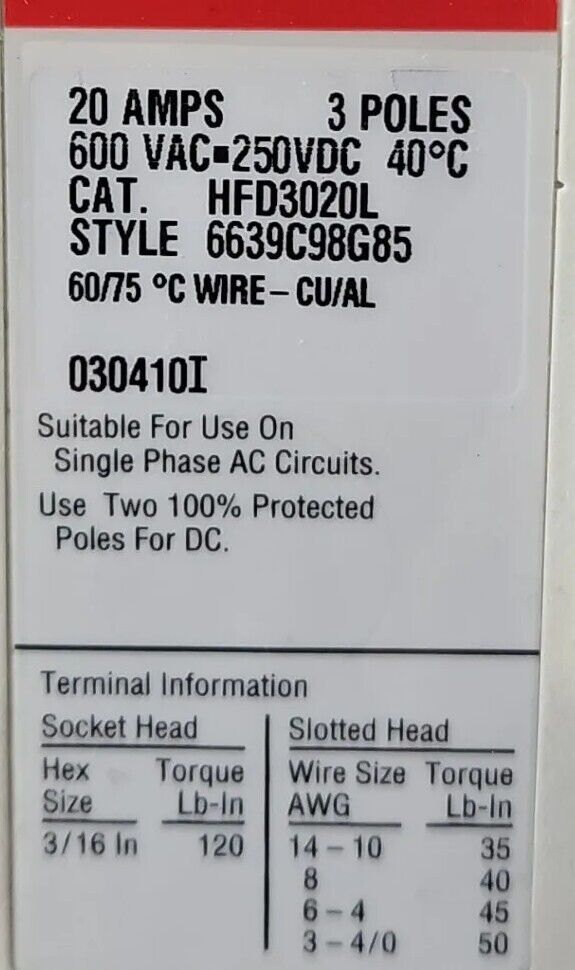 20 AMPS 3 POLES
600 VAC▪250VDC 40°C
CAT. HFD3020L
STYLE 6639C98G85
60/75 °C WIRE – CU/AL
030410I
Suitable For Use On
Single Phase AC Circuits.
Use Two 100% Protected
Poles For DC.
Terminal Information
Socket Head Slotted Head
Hex Torque Wire Size Torque
Size Lb-In AWG Lb-In
3/16 In 120 14 – 10 35
8 40
6 – 4 45
3 – 4/0 50